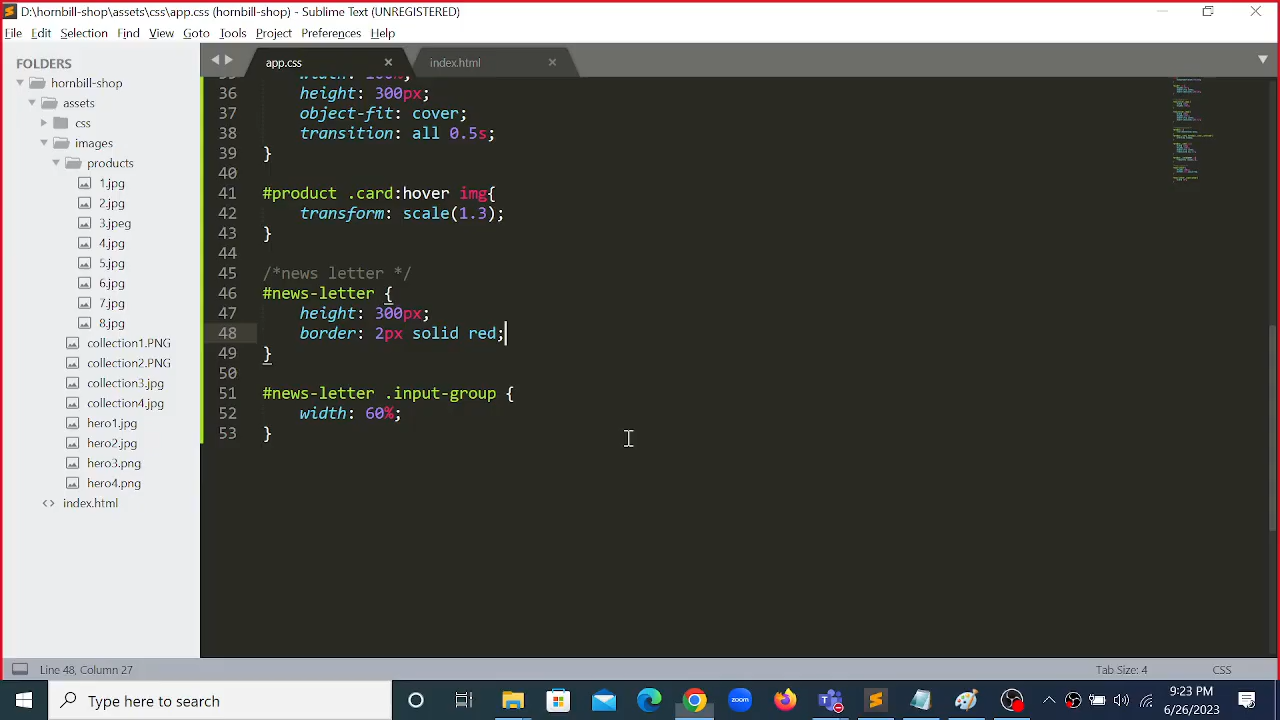 D:\hornbill-shop\assets\css\app.css (hornbill-shop) - Sublime Text (UNREGISTERED)
File Edit Selection Find View Goto Tools Project Preferences Help
FOLDERS
hornbill-shop
assets
css
images
products
1.jpg
2.jpg
3.jpeg
4.jpg
5.jpg
6.jpg
7.jpg
8.jpg
collection1.PNG
collection2.PNG
collection3.jpg
collection4.jpg
hero1.jpg
hero2.jpg
hero3.png
hero4.png
index.html
app.css
index.html
35 width: 100%;
36 height: 300px;
37 object-fit: cover;
38 transition: all 0.5s;
39 }
40
41 #product .card:hover img{
42 transform: scale(1.3);
43 }
44
45 /*news letter */
46 #news-letter {
47 height: 300px;
48 border: 2px solid red;
49 }
50
51 #news-letter .input-group {
52 width: 60%;
53 }
Line 48, Column 27
Tab Size: 4
CSS
Type here to search
zoom
9:23 PM
6/26/2023